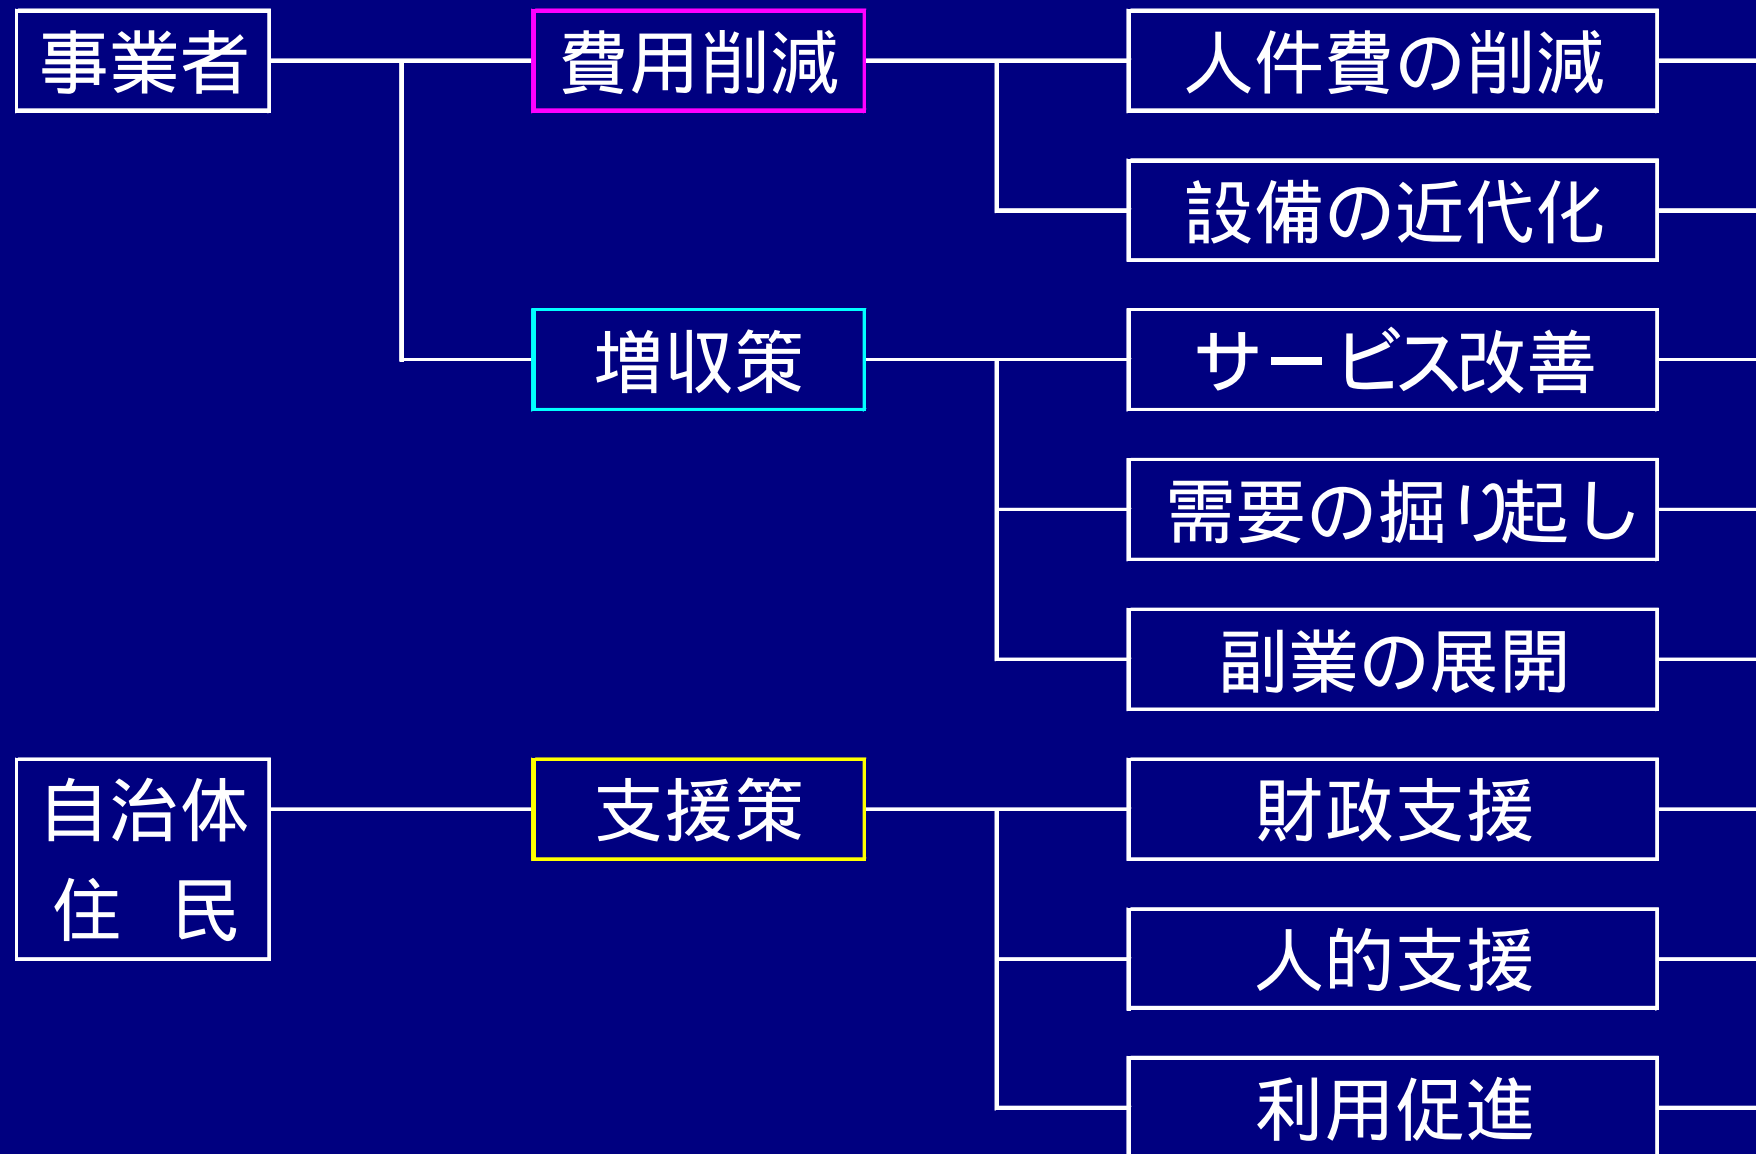 事業者
費用削減
人件費の削減
設備の近代化
増収策
サービス改善
需要の掘り起し
副業の展開
自治体
住　民
支援策
財政支援
人的支援
利用促進